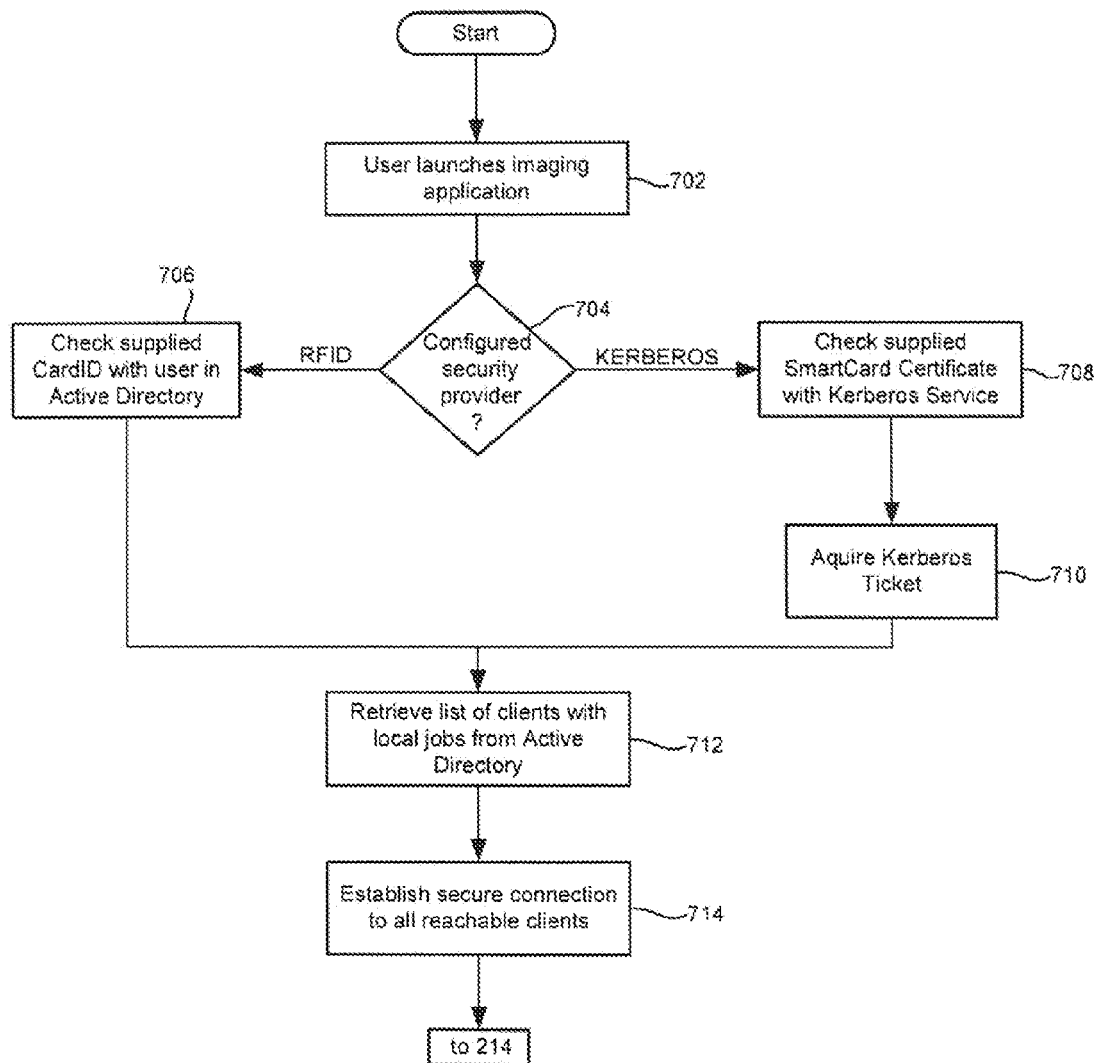 Start
User launches imaging
application
702
706
704
Check supplied
CardID with user in
Active Directory
RFID
Configured
security
provider
?
KERBEROS
Check supplied
SmartCard Certificate
with Kerberos Service
708
Aquire Kerberos
Ticket
710
Retrieve list of clients with
local jobs from Active
Directory
712
Establish secure connection
to all reachable clients
714
to 214